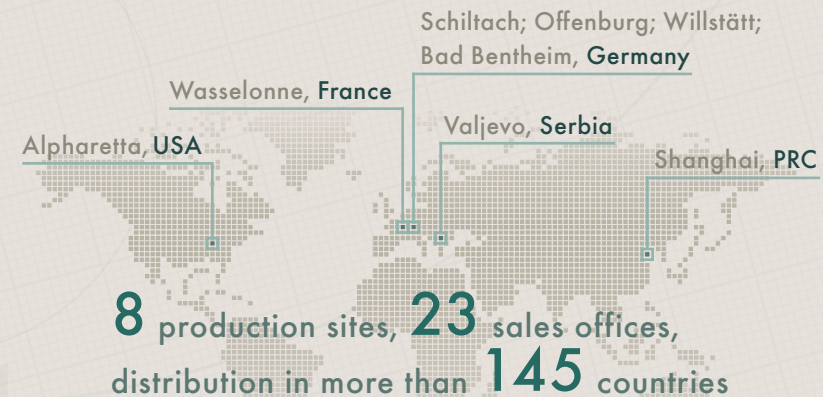 Schiltach; Offenburg; Willstätt;
Bad Bentheim, Germany
Wasselonne, France
Valjevo, Serbia
Alpharetta, USA
Shanghai, PRC
8 production sites, 23 sales offices,
distribution in more than 145 countries